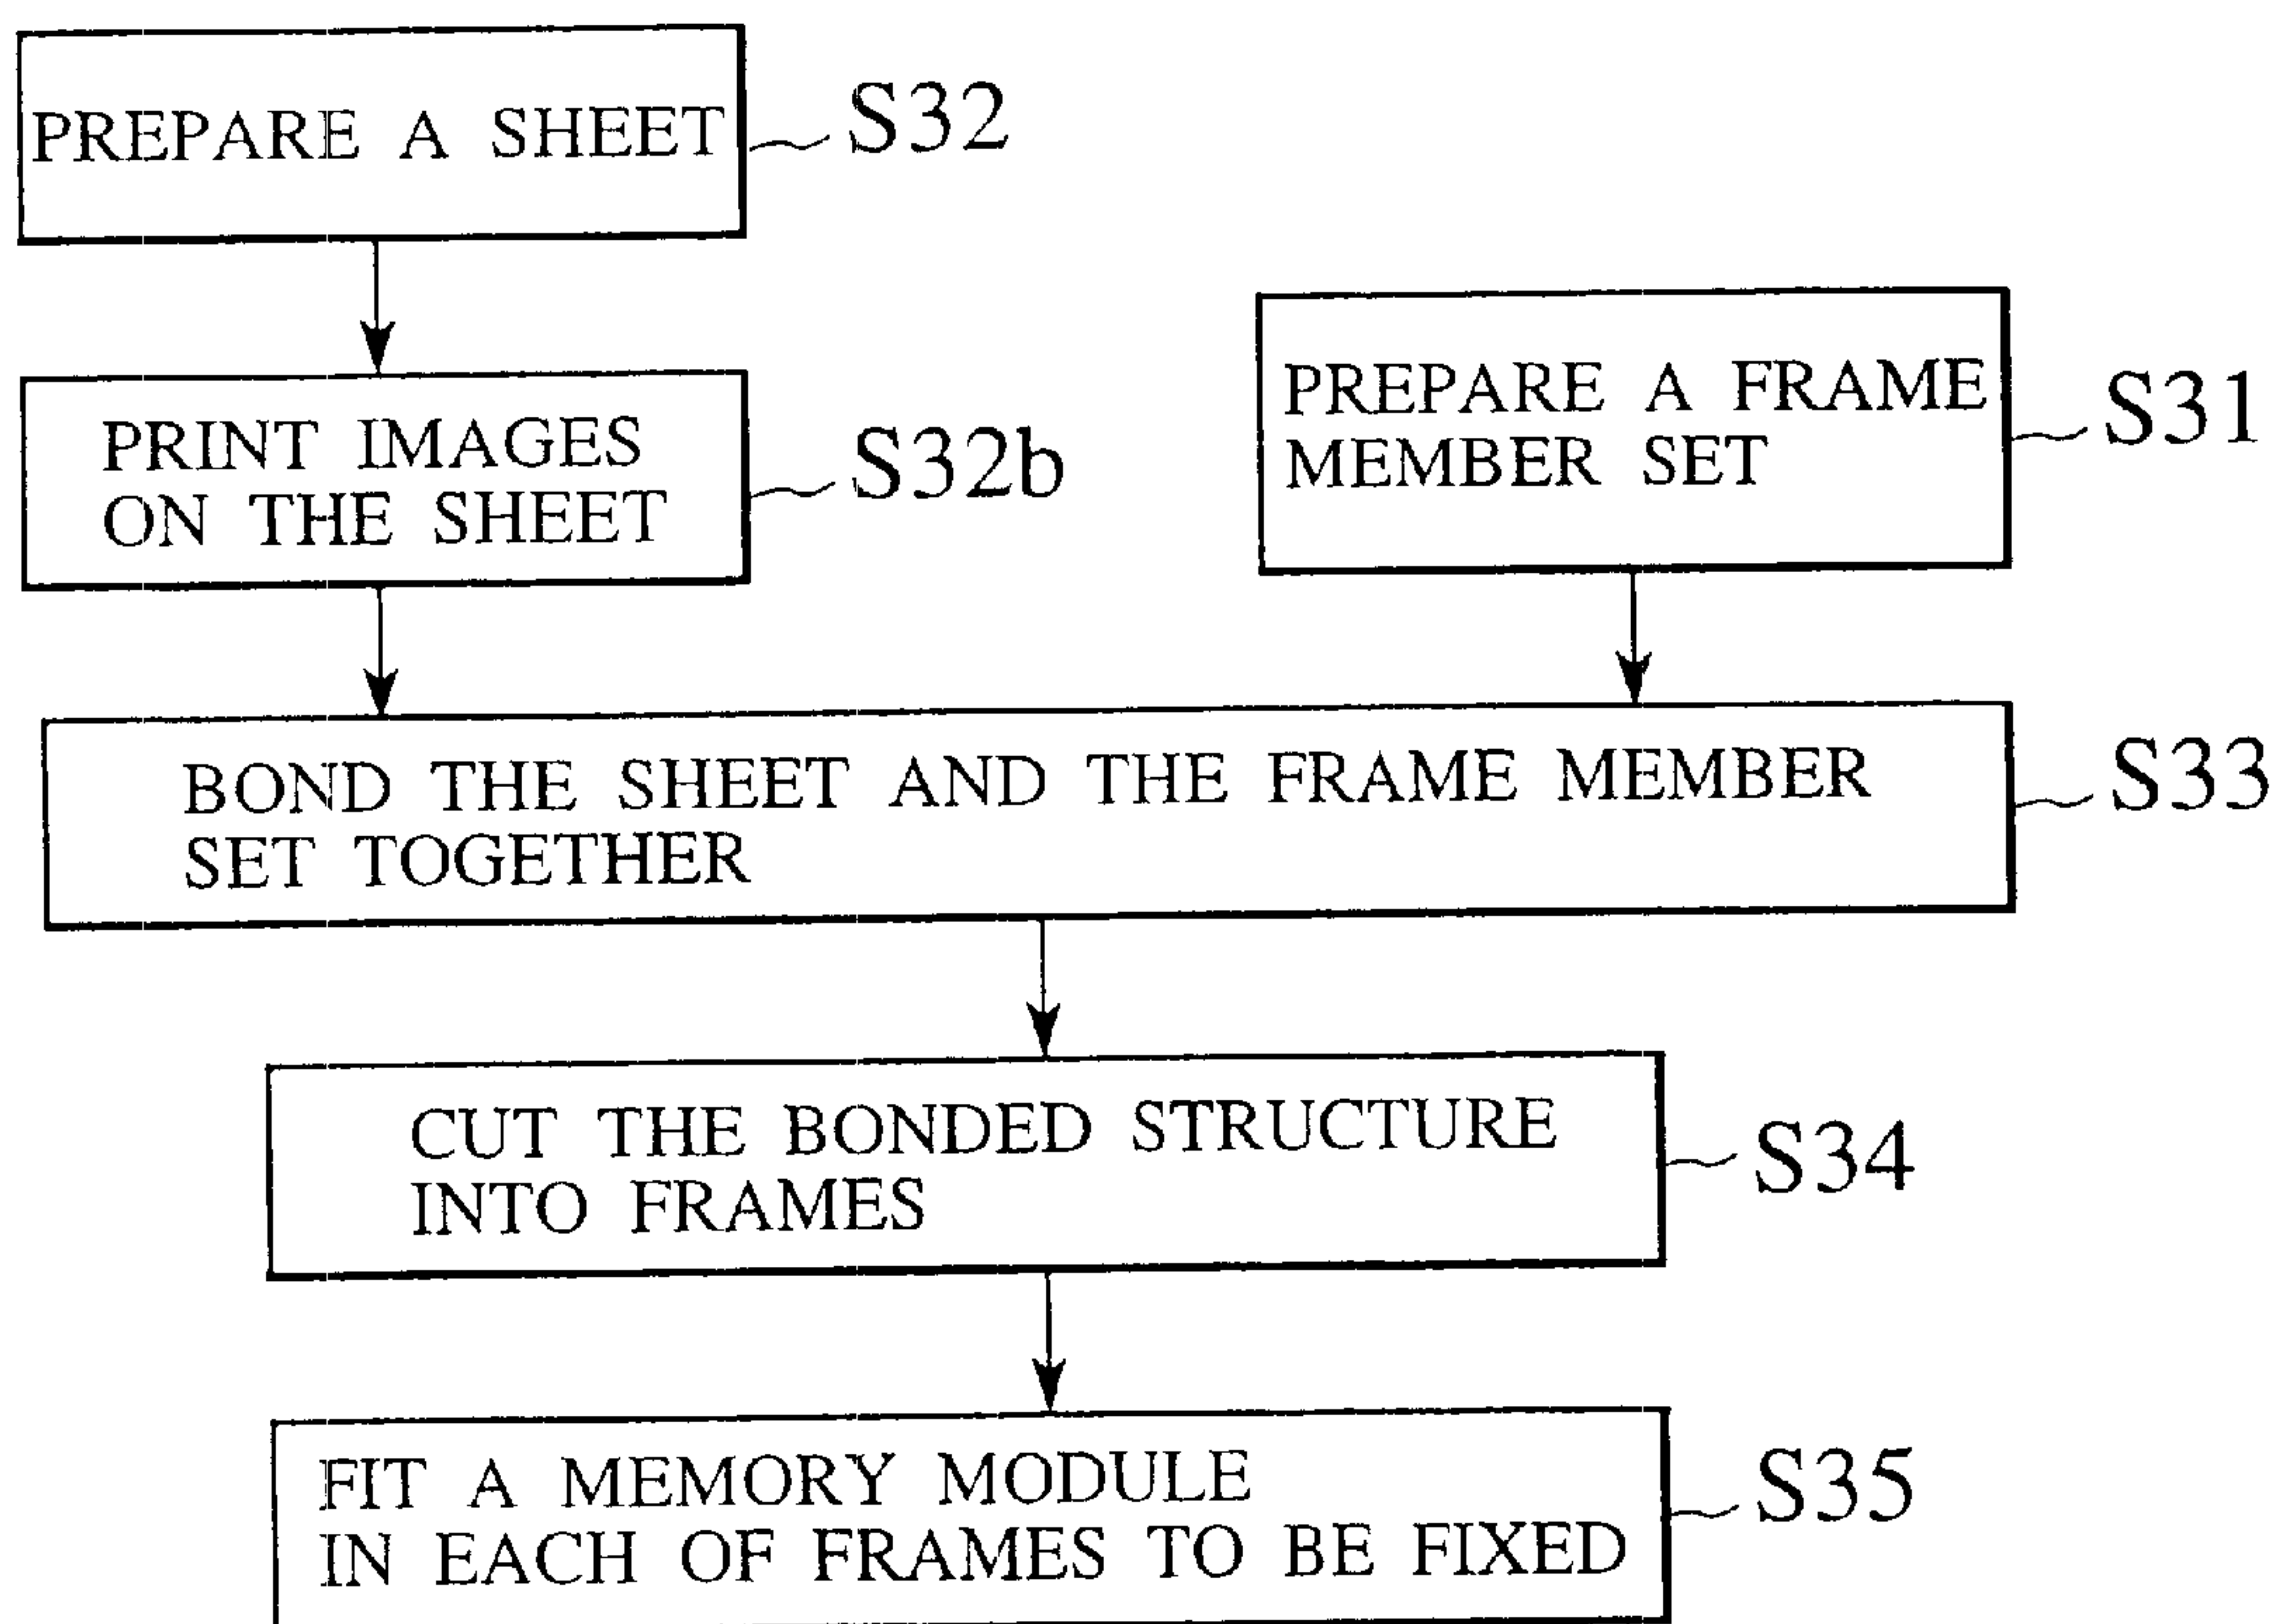 PREPARE A SHEET
S32
PRINT IMAGES
ON THE SHEET
S32b
PREPARE A FRAME
MEMBER SET
S31
BOND THE SHEET AND THE FRAME MEMBER
SET TOGETHER
S33
CUT THE BONDED STRUCTURE
INTO FRAMES
S34
FIT A MEMORY MODULE
IN EACH OF FRAMES TO BE FIXED
S35